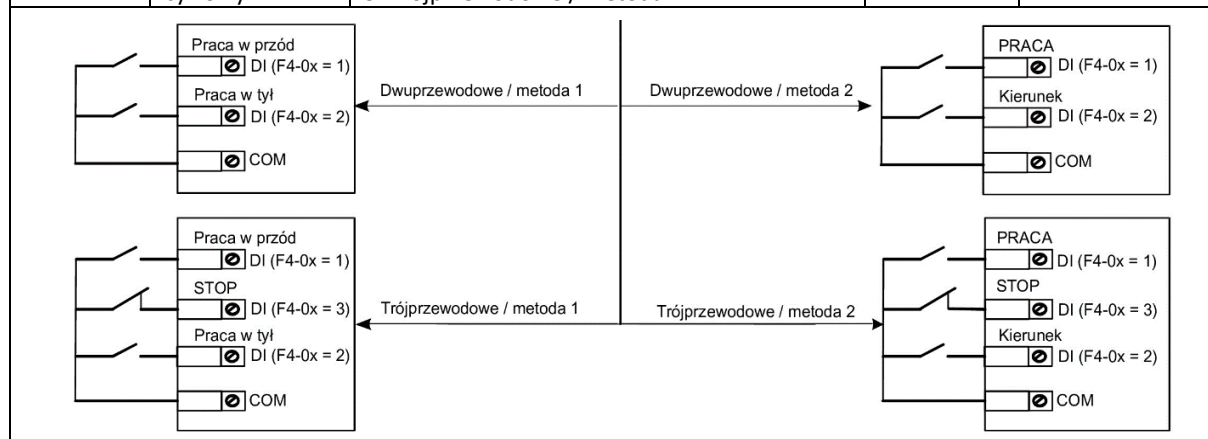 Praca w przód
DI (F4-0x = 1)
Praca w tył
DI (F4-0x = 2)
COM
Dwuprzewodowe / metoda 1
Dwuprzewodowe / metoda 2
PRACA
DI (F4-0x = 1)
Kierunek
DI (F4-0x = 2)
COM
Praca w przód
DI (F4-0x = 1)
STOP
DI (F4-0x = 3)
Praca w tył
DI (F4-0x = 2)
COM
Trójprzewodowe / metoda 1
Trójprzewodowe / metoda 2
PRACA
DI (F4-0x = 1)
STOP
DI (F4-0x = 3)
Kierunek
DI (F4-0x = 2)
COM